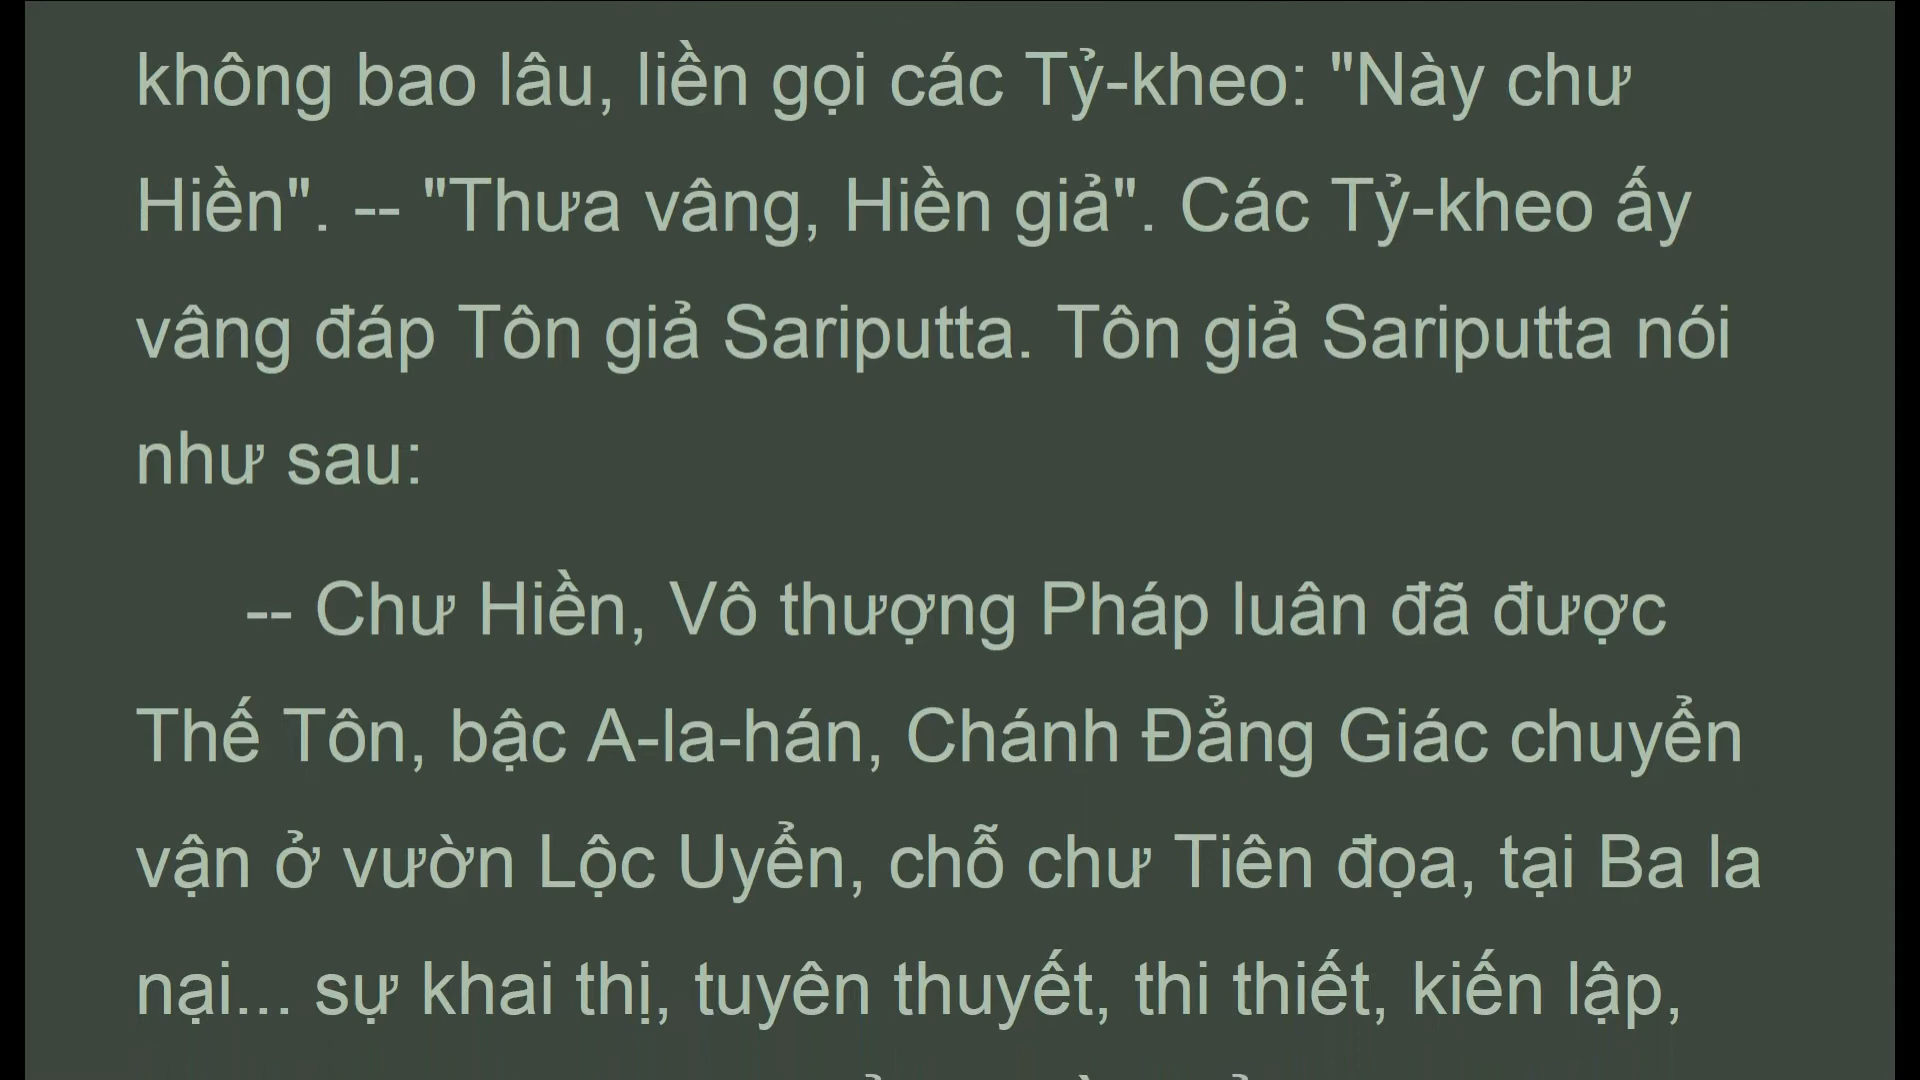 không bao lâu, liền gọi các Tỷ-kheo: "Này chư
Hiền". -- "Thưa vâng, Hiền giả". Các Tỷ-kheo ấy
vâng đáp Tôn giả Sariputta. Tôn giả Sariputta nói
như sau:
-- Chư Hiền, Vô thượng Pháp luân đã được
Thế Tôn, bậc A-la-hán, Chánh Đẳng Giác chuyển
vận ở vườn Lộc Uyển, chỗ chư Tiên đọa, tại Ba la
nại... sự khai thị, tuyên thuyết, thi thiết, kiến lập,